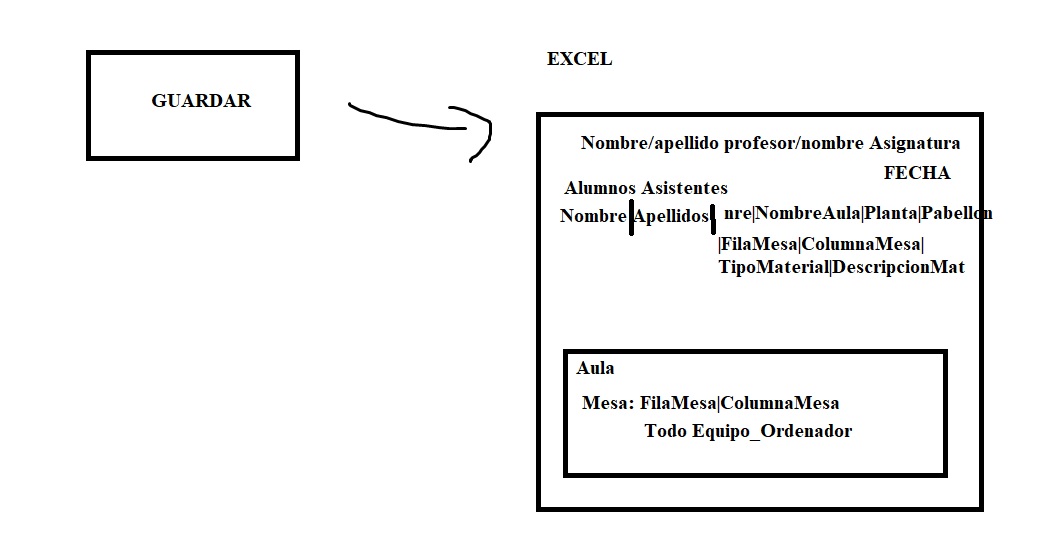 GUARDAR
EXCEL
Nombre/apellido profesor/nombre Asignatura
FECHA
Alumnos Asistentes
Nombre Apellidos nre|NombreAula|Planta|Pabellon
|FilaMesa|ColumnaMesa|
TipoMaterial|DescripcionMat
Aula
Mesa: FilaMesa|ColumnaMesa
Todo Equipo_Ordenador